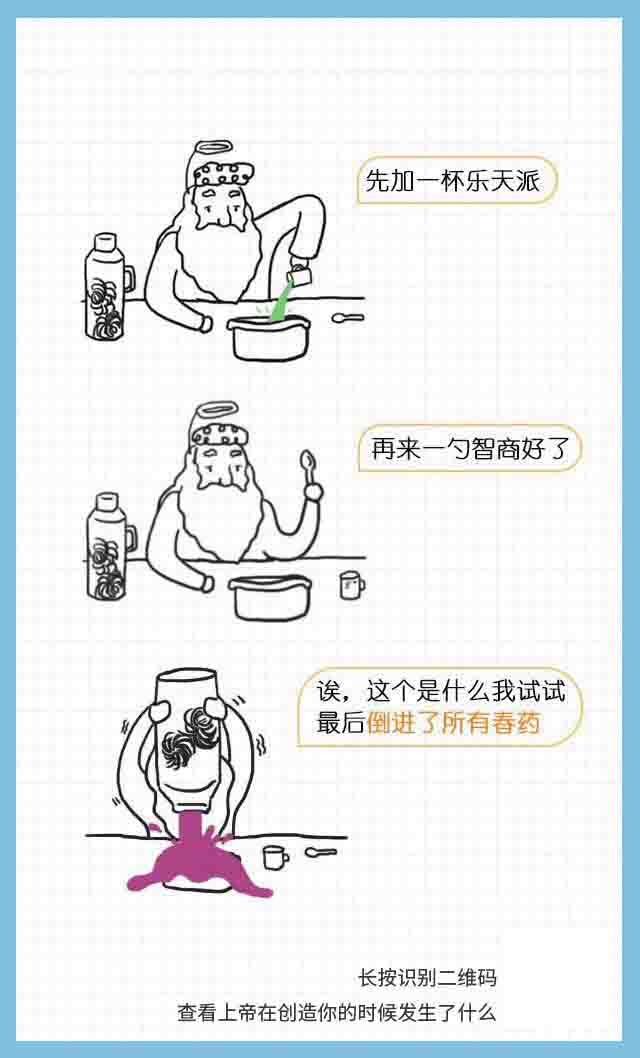 先加一杯乐天派
再来一勺智商好了
诶，这个是什么我试试
最后倒进了所有春药
长按识别二维码
查看上帝在创造你的时候发生了什么